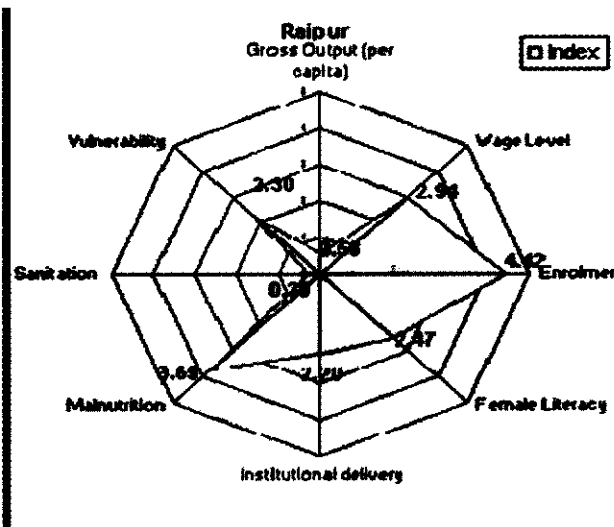 Raipur
Gross Output (per
capita)
Index
Vulnerability
Wage Level
2.30
2.94
Sanitation
4.42
Enrolmen
Malnutrition
Female Literacy
Institutional delivery